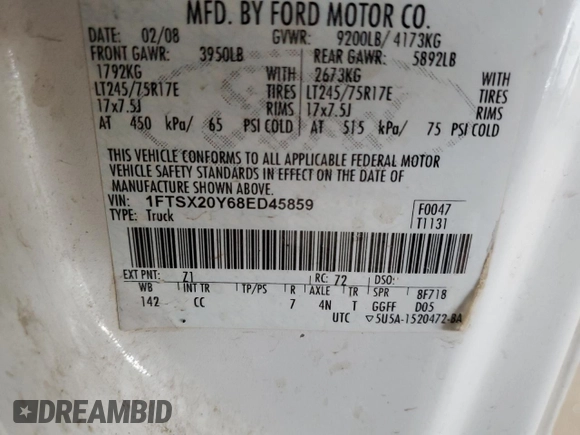 MFD. BY FORD MOTOR CO.
DATE: 02/08 GVWR: 9200LB/ 4173KG
FRONT GAWR: 3950LB REAR GAWR: 5892LB
1792KG WITH 2673KG WITH
LT245/75R17E TIRES LT245/75R17E TIRES
17x7.5J RIMS 17x7.5J RIMS
AT 450 kPa/ 65 PSI COLD AT 515 kPa/ 75 PSI COLD
THIS VEHICLE CONFORMS TO ALL APPLICABLE FEDERAL MOTOR
VEHICLE SAFETY STANDARDS IN EFFECT ON THE DATE OF
MANUFACTURE SHOWN ABOVE.
VIN: 1FTSX20Y68ED45859 F0047
TYPE: Truck T1131
EXT PNT: Z1 RC: 72 DSO:
WB INT TR TP/PS R AXLE TR SPR 8F718
142 CC 7 4N T GGFF D05
UTC ▽5U5A-1520472-BA
DREAMBID